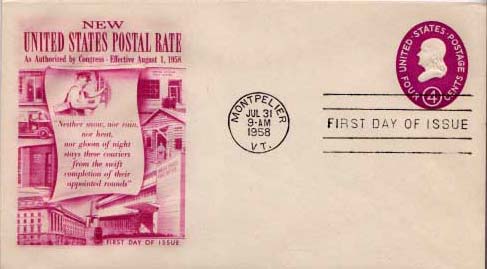 NEW
UNITED STATES POSTAL RATE
As Authorized by Congress - Effective August 1, 1958
"Neither snow, nor rain,
nor heat,
nor gloom of night
stays these couriers
from the swift
completion of their
appointed rounds"
FIRST DAY OF ISSUE
MONTPELIER
JUL 31
9-AM
1958
VT.
FIRST DAY OF ISSUE
UNITED · STATES · POSTAGE
FOUR 4 CENTS